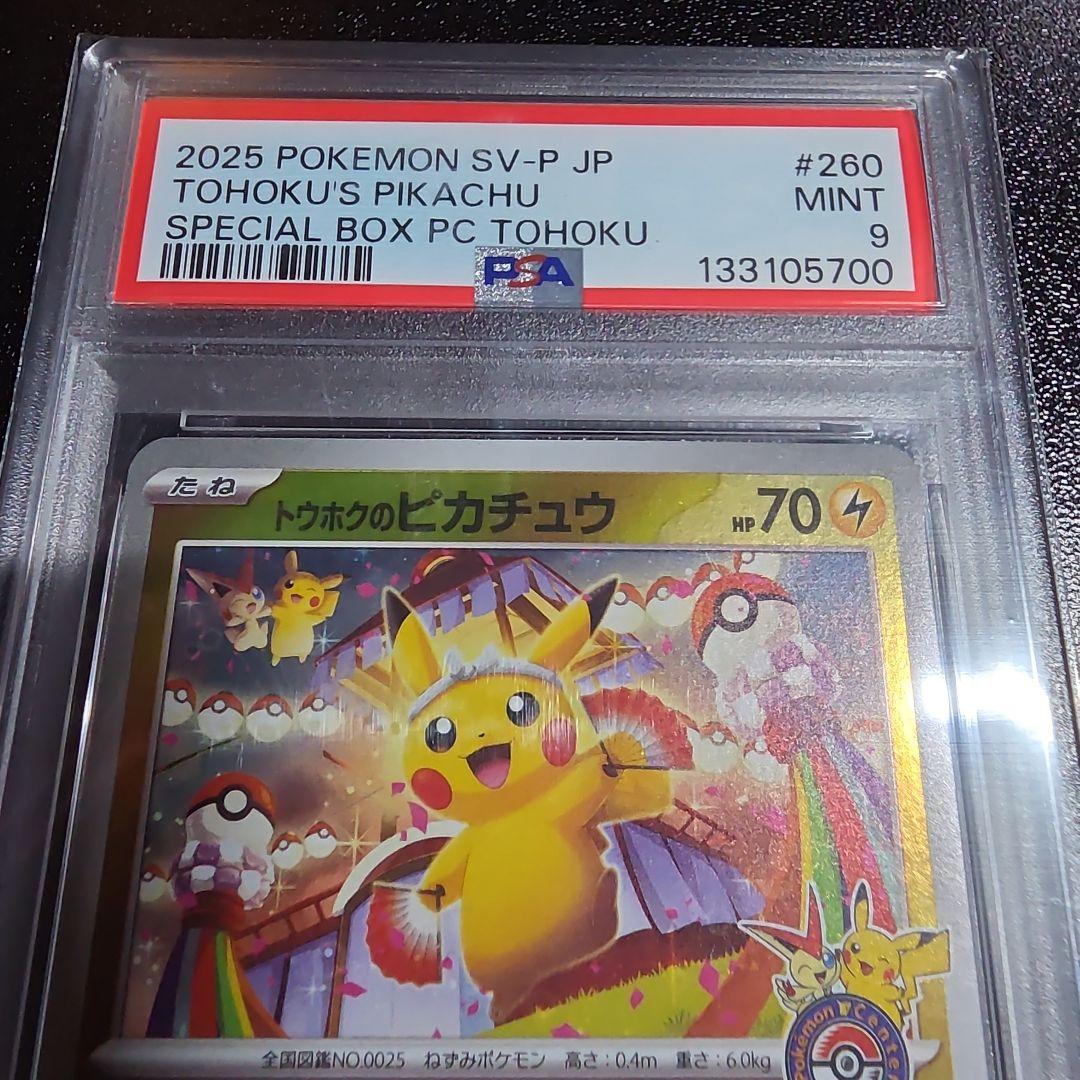 2025 POKEMON SV-P JP #260
TOHOKU'S PIKACHU MINT
SPECIAL BOX PC TOHOKU 9
PSA 133105700
たね トウホクのピカチュウ HP70
全国図鑑NO.0025 ねずみポケモン 高さ:0.4m 重さ:6.0kg
Pokémon Center